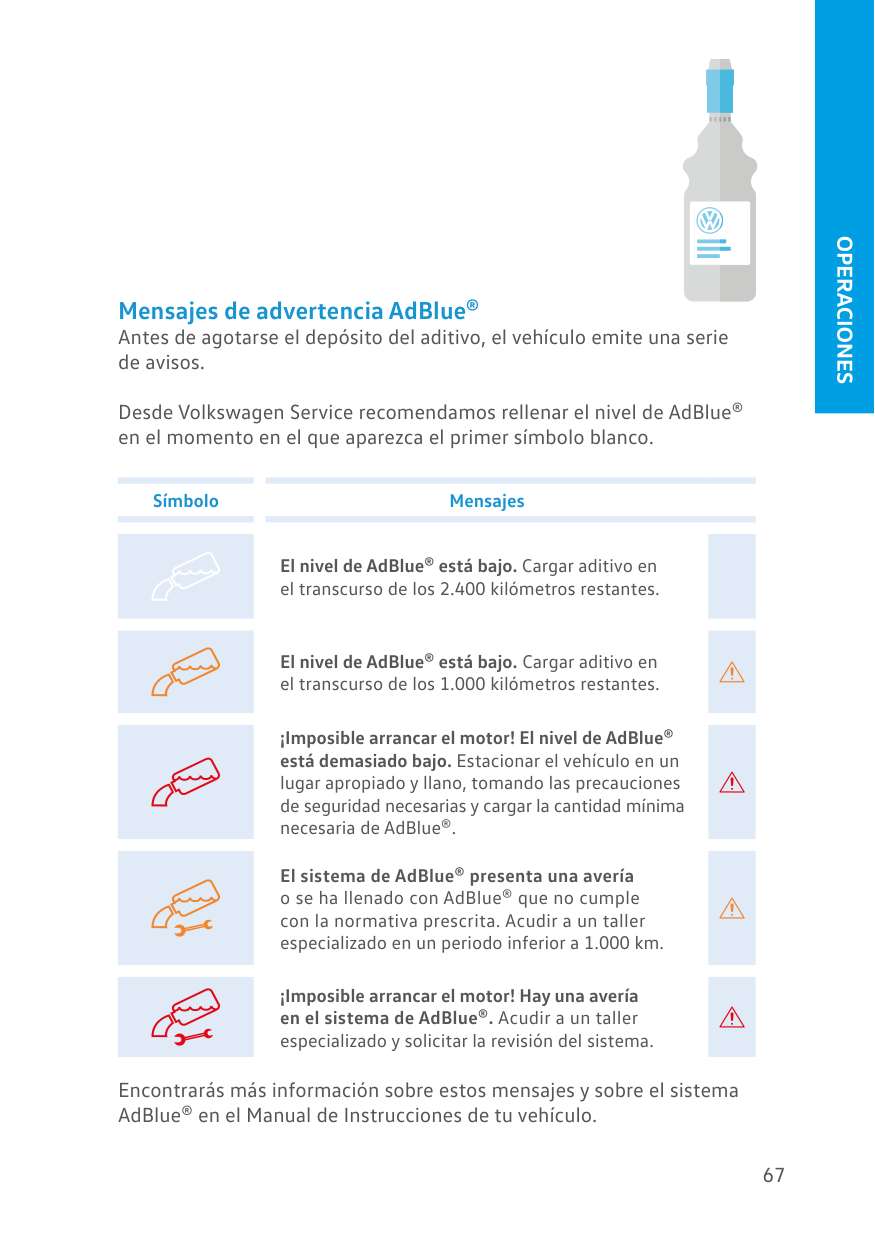 OPERACIONES
Mensajes de advertencia AdBlue®
Antes de agotarse el depósito del aditivo, el vehículo emite una serie
de avisos.
Desde Volkswagen Service recomendamos rellenar el nivel de AdBlue®
en el momento en el que aparezca el primer símbolo blanco.
Símbolo
Mensajes
El nivel de AdBlue® está bajo. Cargar aditivo en
el transcurso de los 2.400 kilómetros restantes.
El nivel de AdBlue® está bajo. Cargar aditivo en
el transcurso de los 1.000 kilómetros restantes.
¡Imposible arrancar el motor! El nivel de AdBlue®
está demasiado bajo. Estacionar el vehículo en un
lugar apropiado y llano, tomando las precauciones
de seguridad necesarias y cargar la cantidad mínima
necesaria de AdBlue®.
El sistema de AdBlue® presenta una avería
o se ha llenado con AdBlue® que no cumple
con la normativa prescrita. Acudir a un taller
especializado en un periodo inferior a 1.000 km.
¡Imposible arrancar el motor! Hay una avería
en el sistema de AdBlue®. Acudir a un taller
especializado y solicitar la revisión del sistema.
Encontrarás más información sobre estos mensajes y sobre el sistema
AdBlue® en el Manual de Instrucciones de tu vehículo.
67